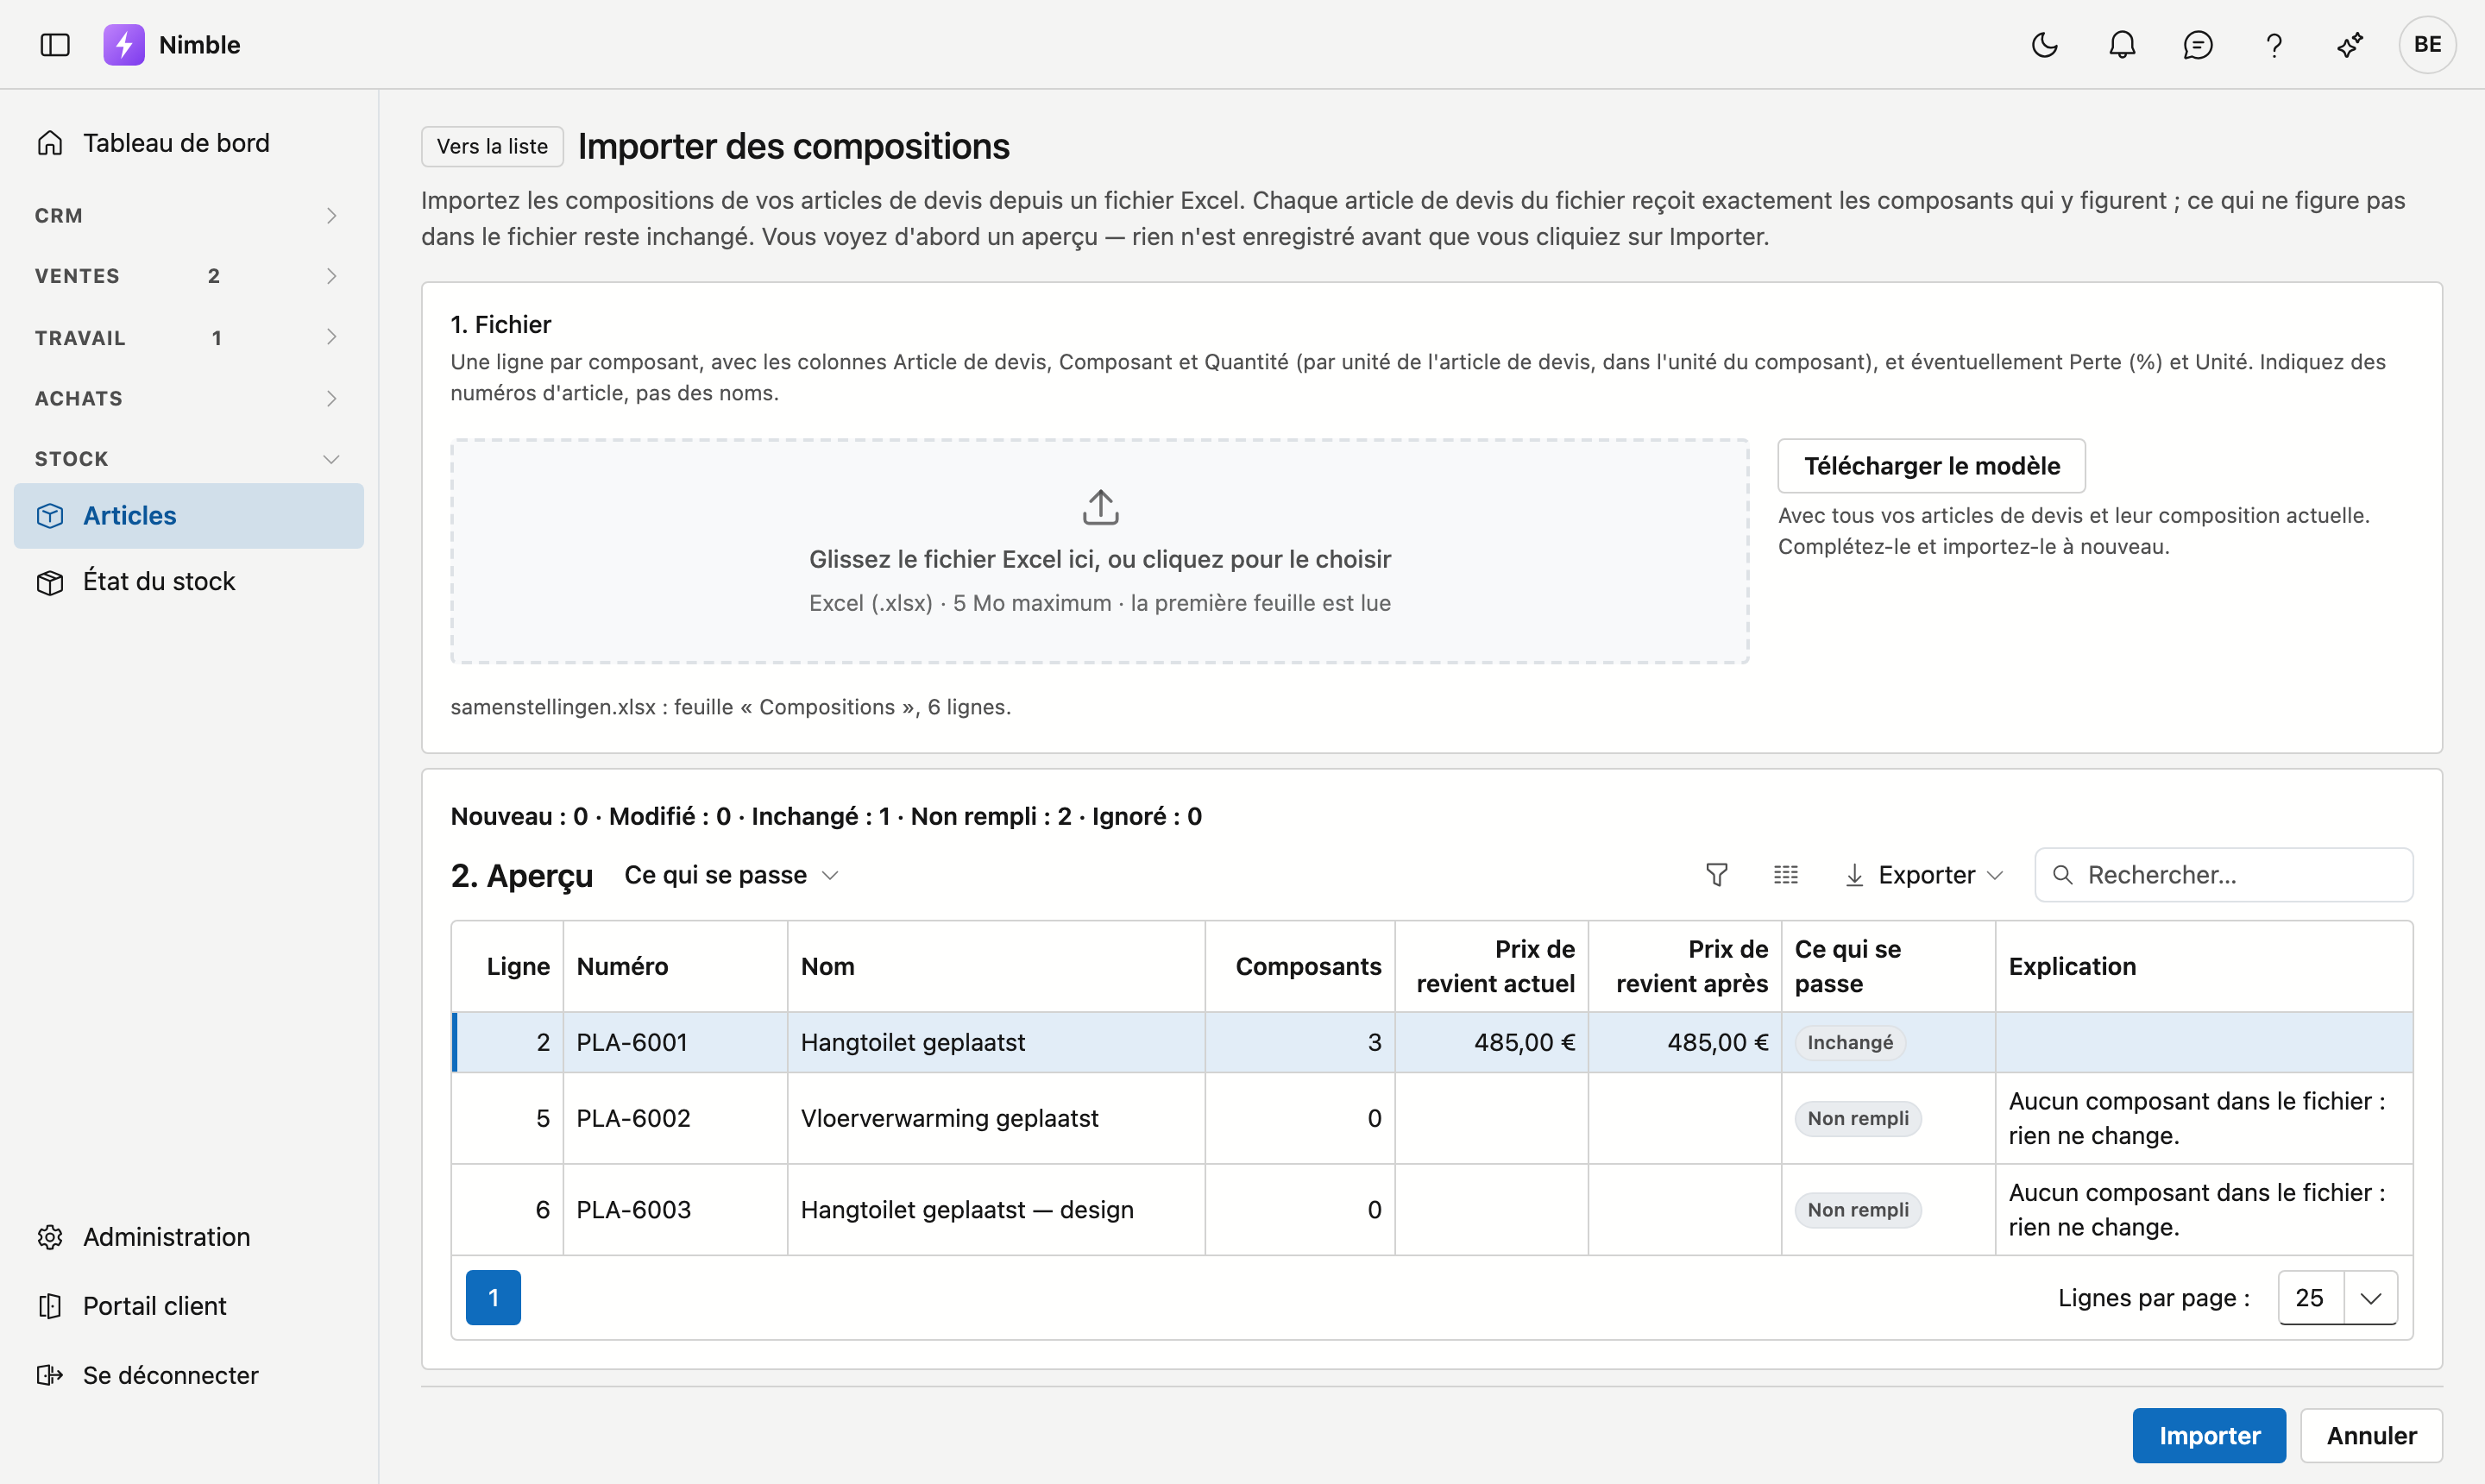 Nimble
BE
Tableau de bord
CRM
VENTES 2
TRAVAIL 1
ACHATS
STOCK
Articles
État du stock
Administration
Portail client
Se déconnecter
Vers la liste
Importer des compositions
Importez les compositions de vos articles de devis depuis un fichier Excel. Chaque article de devis du fichier reçoit exactement les composants qui y figurent ; ce qui ne figure pas
dans le fichier reste inchangé. Vous voyez d'abord un aperçu — rien n'est enregistré avant que vous cliquiez sur Importer.
1. Fichier
Une ligne par composant, avec les colonnes Article de devis, Composant et Quantité (par unité de l'article de devis, dans l'unité du composant), et éventuellement Perte (%) et Unité. Indiquez des
numéros d'article, pas des noms.
Glissez le fichier Excel ici, ou cliquez pour le choisir
Excel (.xlsx) · 5 Mo maximum · la première feuille est lue
Télécharger le modèle
Avec tous vos articles de devis et leur composition actuelle.
Complétez-le et importez-le à nouveau.
samenstellingen.xlsx : feuille « Compositions », 6 lignes.
Nouveau : 0 · Modifié : 0 · Inchangé : 1 · Non rempli : 2 · Ignoré : 0
2. Aperçu Ce qui se passe Exporter Rechercher...
Ligne Numéro Nom Composants Prix de revient actuel Prix de revient après Ce qui se passe Explication
2 PLA-6001 Hangtoilet geplaatst 3 485,00 € 485,00 € Inchangé
5 PLA-6002 Vloerverwarming geplaatst 0 Non rempli Aucun composant dans le fichier : rien ne change.
6 PLA-6003 Hangtoilet geplaatst — design 0 Non rempli Aucun composant dans le fichier : rien ne change.
1 Lignes par page : 25
Importer Annuler